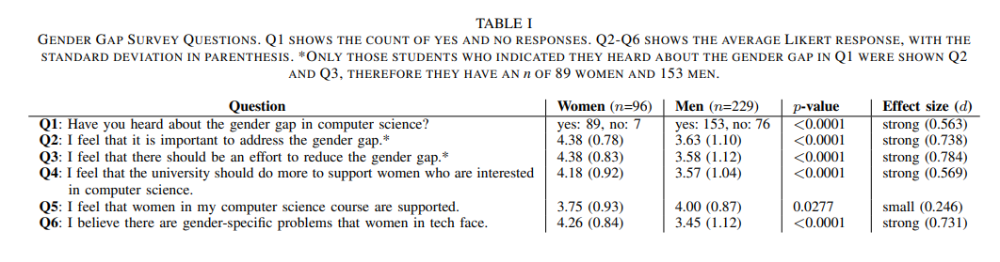 TABLE I
GENDER GAP SURVEY QUESTIONS. Q1 SHOWS THE COUNT OF YES AND NO RESPONSES. Q2-Q6 SHOWS THE AVERAGE LIKERT RESPONSE, WITH THE
STANDARD DEVIATION IN PARENTHESIS. *ONLY THOSE STUDENTS WHO INDICATED THEY HEARD ABOUT THE GENDER GAP IN Q1 WERE SHOWN Q2
AND Q3, THEREFORE THEY HAVE AN n OF 89 WOMEN AND 153 MEN.
Question Women (n=96) Men (n=229) p-value Effect size (d)
Q1: Have you heard about the gender gap in computer science? yes: 89, no: 7 yes: 153, no: 76 <0.0001 strong (0.563)
Q2: I feel that it is important to address the gender gap.* 4.38 (0.78) 3.63 (1.10) <0.0001 strong (0.738)
Q3: I feel that there should be an effort to reduce the gender gap.* 4.38 (0.83) 3.58 (1.12) <0.0001 strong (0.784)
Q4: I feel that the university should do more to support women who are interested 4.18 (0.92) 3.57 (1.04) <0.0001 strong (0.569)
in computer science.
Q5: I feel that women in my computer science course are supported. 3.75 (0.93) 4.00 (0.87) 0.0277 small (0.246)
Q6: I believe there are gender-specific problems that women in tech face. 4.26 (0.84) 3.45 (1.12) <0.0001 strong (0.731)